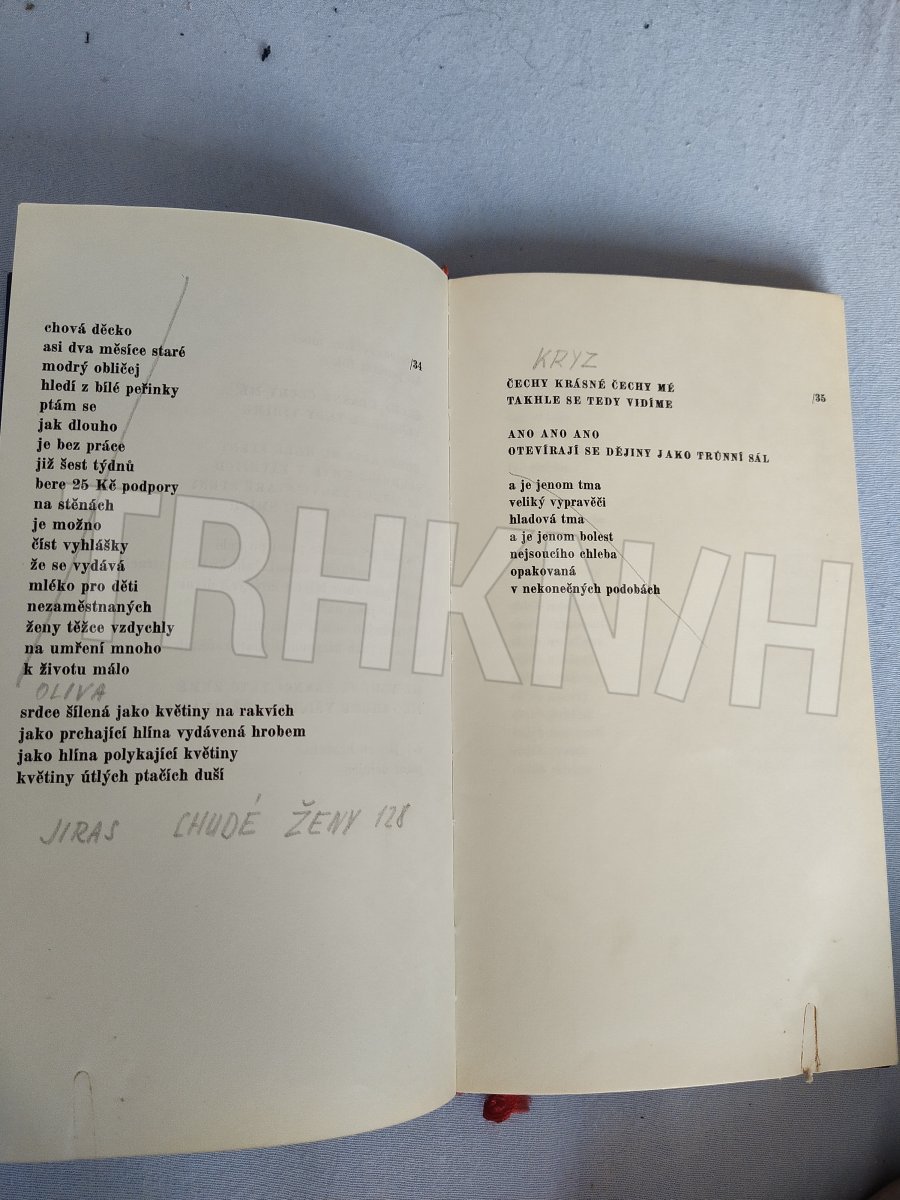 chová děcko
asi dva měsíce staré
/34
modrý obličej
hledí z bílé peřinky
ptám se
jak dlouho
je bez práce
již šest týdnů
bere 25 Kč podpory
na stěnách
je možno
číst vyhlášky
že se vydává
mléko pro děti
nezaměstnaných
ženy těžce vzdychly
na umření mnoho
k životu málo
OLIVA
srdce šílená jako květiny na rakvích
jako prchající hlína vydávená hrobem
jako hlína polykající květiny
květiny útlých ptačích duší
JIRAS CHUDÉ ŽENY 128
KRYZ
ČECHY KRÁSNÉ ČECHY MÉ
TAKHLE SE TEDY VIDÍME
/35
ANO ANO ANO
OTEVÍRAJÍ SE DĚJINY JAKO TRŮNNÍ SÁL
a je jenom tma
veliký vypravěči
hladová tma
a je jenom bolest
nejsoucího chleba
opakovaná
v nekonečných podobách
/TRHKN/H